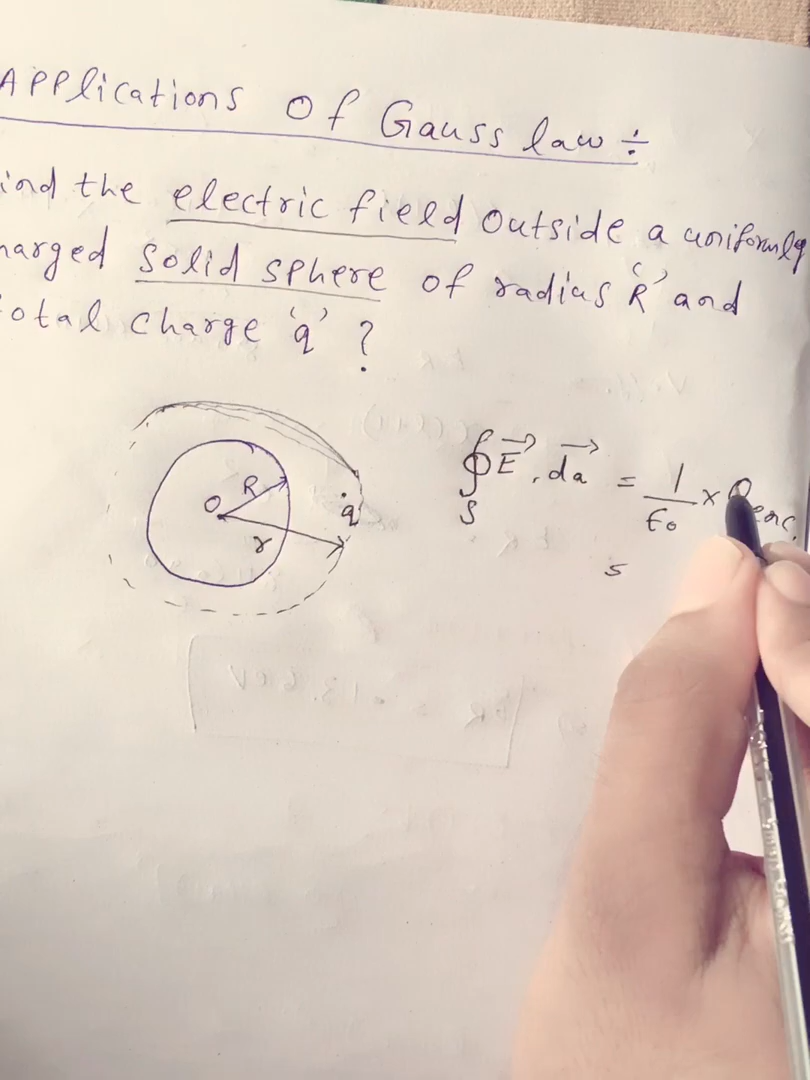 Applications of Gauss law ÷
ind the electric field outside a uniformly
harged solid sphere of radius 'R' and
otal charge 'q' ?
O R r q
∮E⃗.da⃗ = 1/ε₀ × Qenc.
S
=